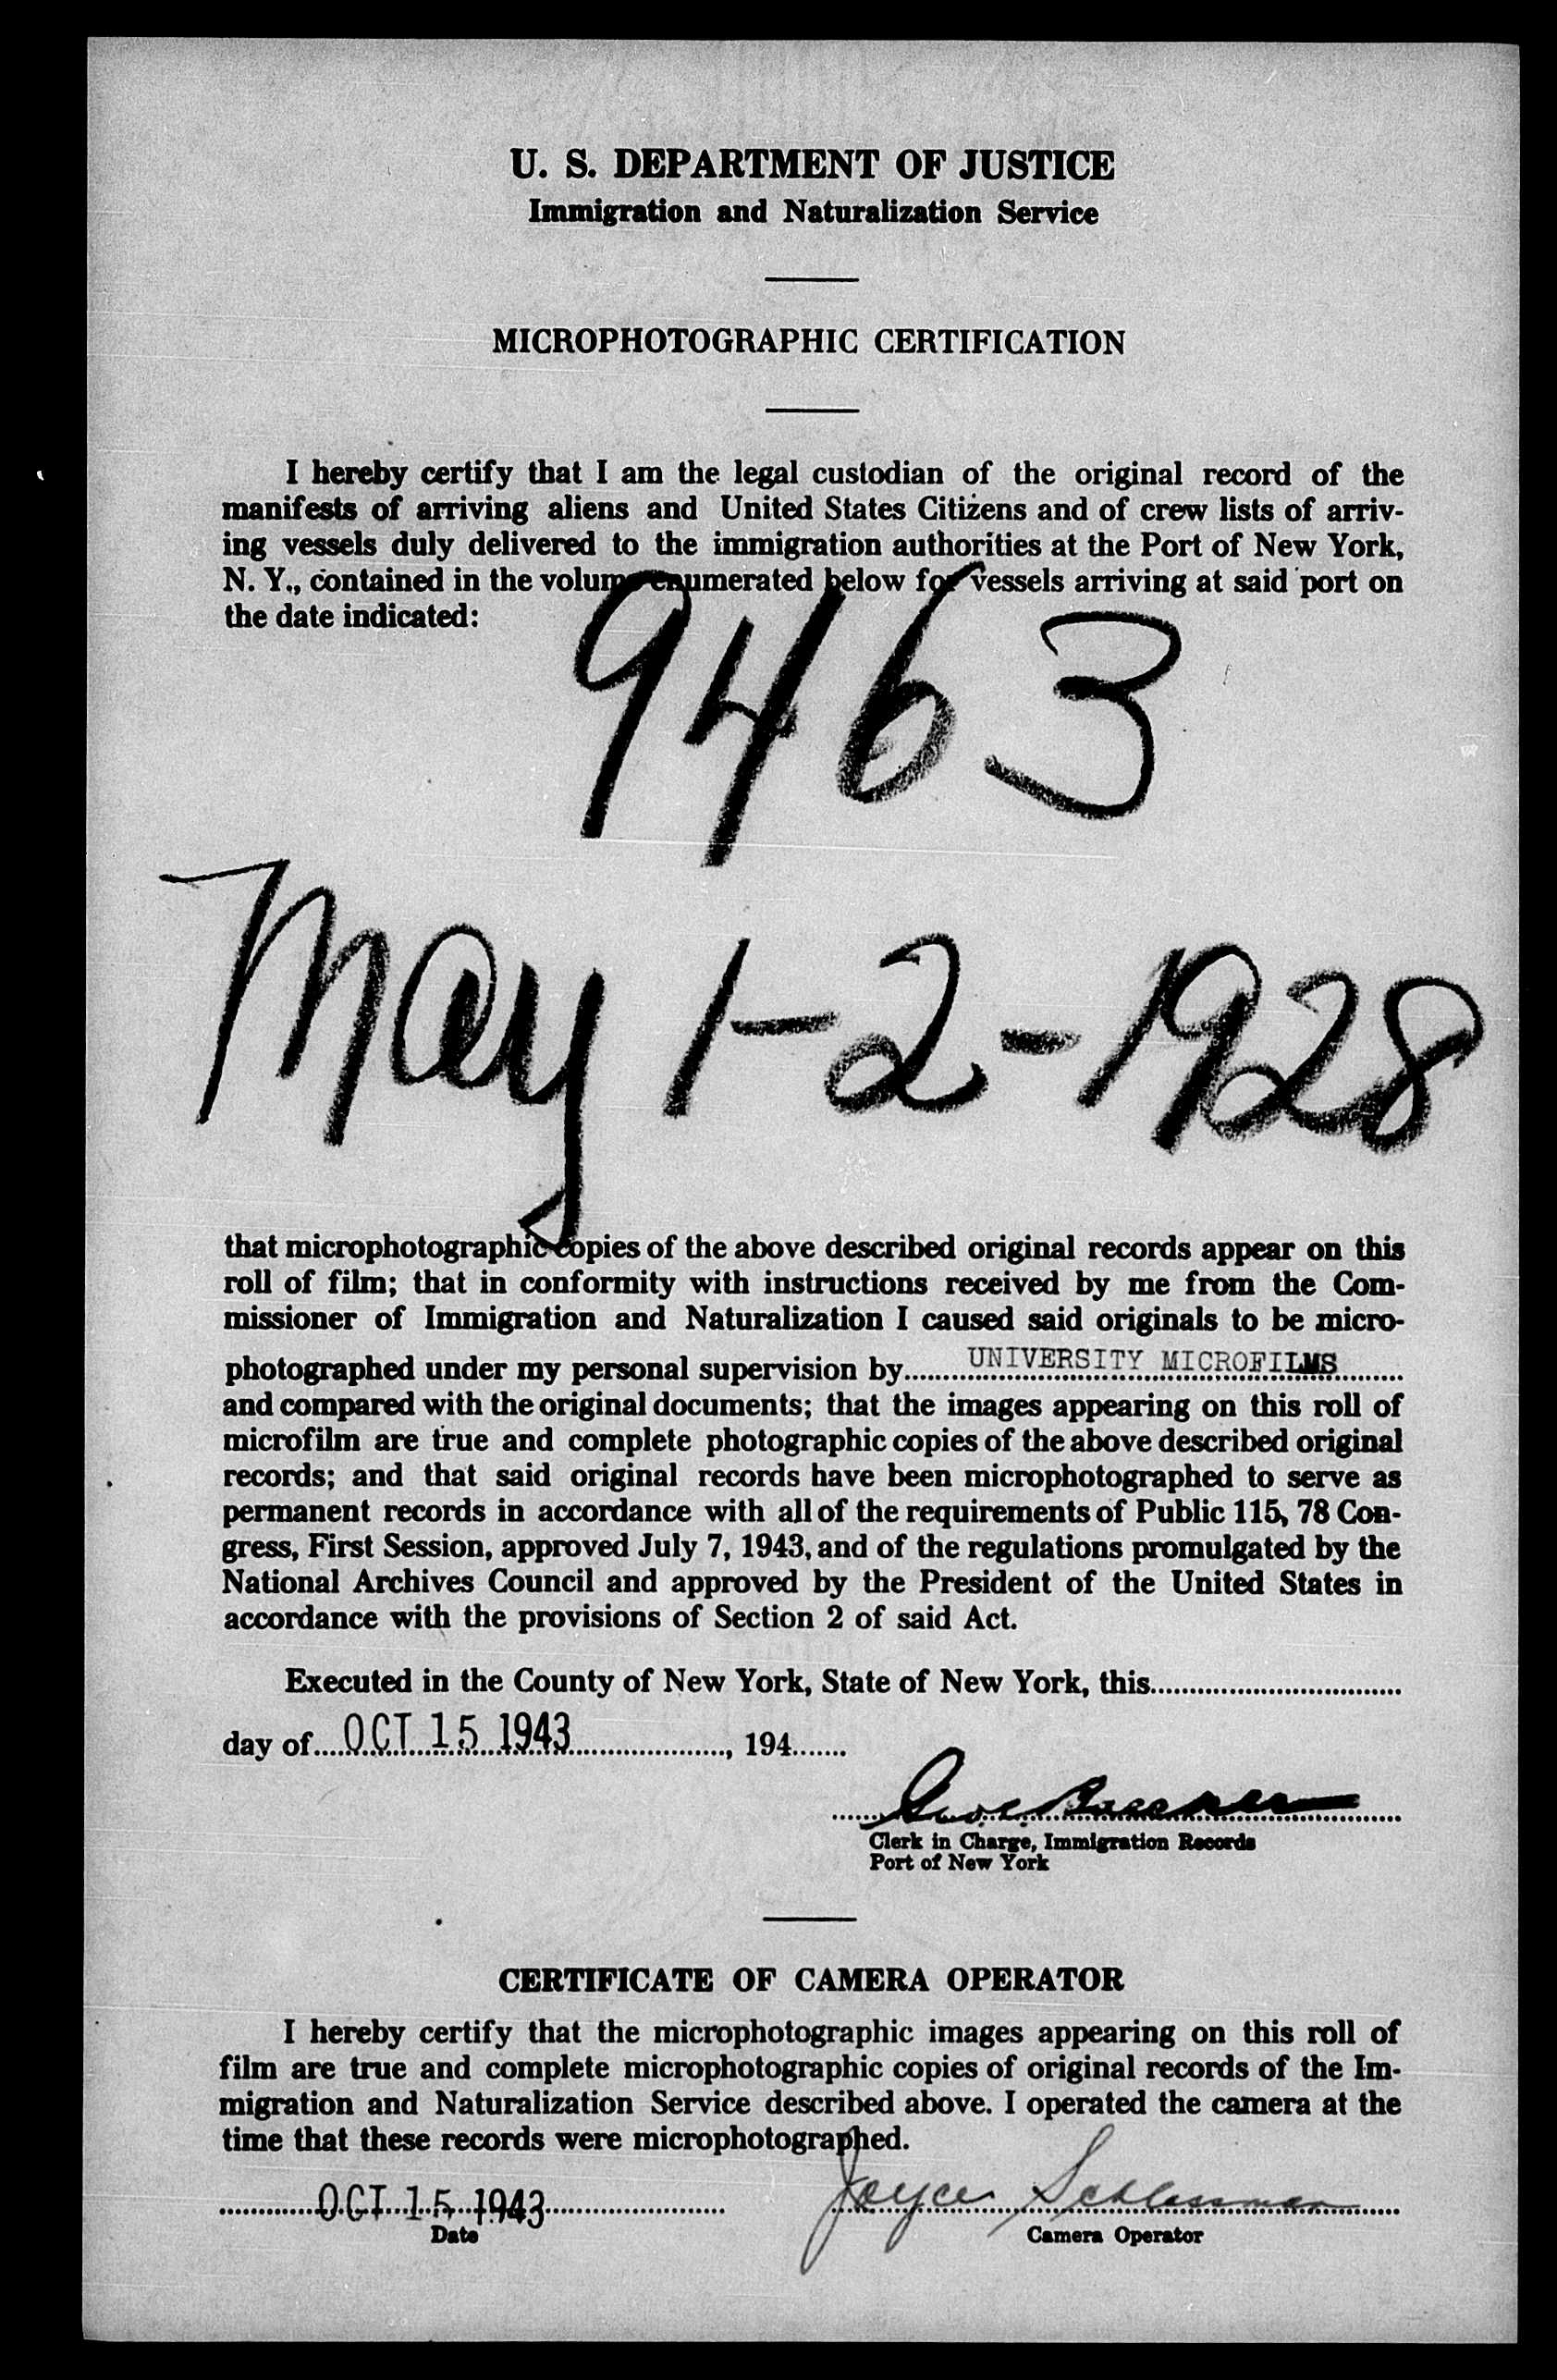 U. S. DEPARTMENT OF JUSTICE
Immigration and Naturalization Service
MICROPHOTOGRAPHIC CERTIFICATION
I hereby certify that I am the legal custodian of the original record of the
manifests of arriving aliens and United States Citizens and of crew lists of arriv-
ing vessels duly delivered to the immigration authorities at the Port of New York,
N. Y., contained in the volume enumerated below for vessels arriving at said port on
the date indicated:
9463
May 1-2-1928
that microphotographic copies of the above described original records appear on this
roll of film; that in conformity with instructions received by me from the Com-
missioner of Immigration and Naturalization I caused said originals to be micro-
photographed under my personal supervision by UNIVERSITY MICROFILMS
and compared with the original documents; that the images appearing on this roll of
microfilm are true and complete photographic copies of the above described original
records; and that said original records have been microphotographed to serve as
permanent records in accordance with all of the requirements of Public 115, 78 Con-
gress, First Session, approved July 7, 1943, and of the regulations promulgated by the
National Archives Council and approved by the President of the United States in
accordance with the provisions of Section 2 of said Act.
Executed in the County of New York, State of New York, this
day of OCT 15 1943, 194
Clerk in Charge, Immigration Records
Port of New York
CERTIFICATE OF CAMERA OPERATOR
I hereby certify that the microphotographic images appearing on this roll of
film are true and complete microphotographic copies of original records of the Im-
migration and Naturalization Service described above. I operated the camera at the
time that these records were microphotographed.
OCT 15 1943 Joyce
Date Camera Operator